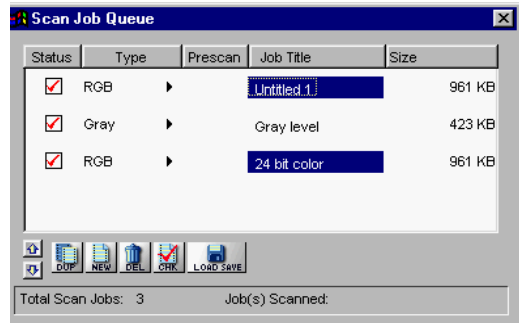 Scan Job Queue
Status Type Prescan Job Title Size
RGB Untitled 1 961 KB
Gray Gray level 423 KB
RGB 24 bit color 961 KB
DUP NEW DEL CHK LOAD SAVE
Total Scan Jobs: 3 Job(s) Scanned: